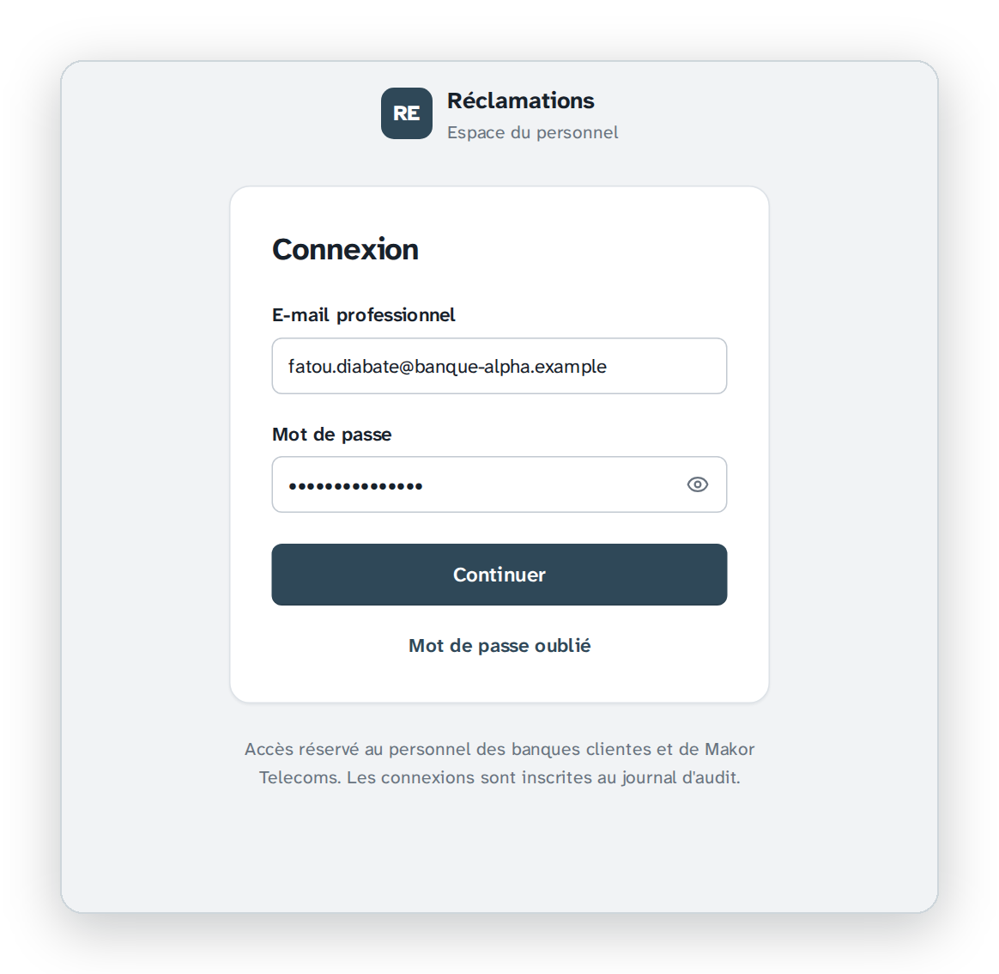 RE
Réclamations
Espace du personnel
Connexion
E-mail professionnel
fatou.diabate@banque-alpha.example
Mot de passe
•••••••••••••••
Continuer
Mot de passe oublié
Accès réservé au personnel des banques clientes et de Makor
Telecoms. Les connexions sont inscrites au journal d'audit.